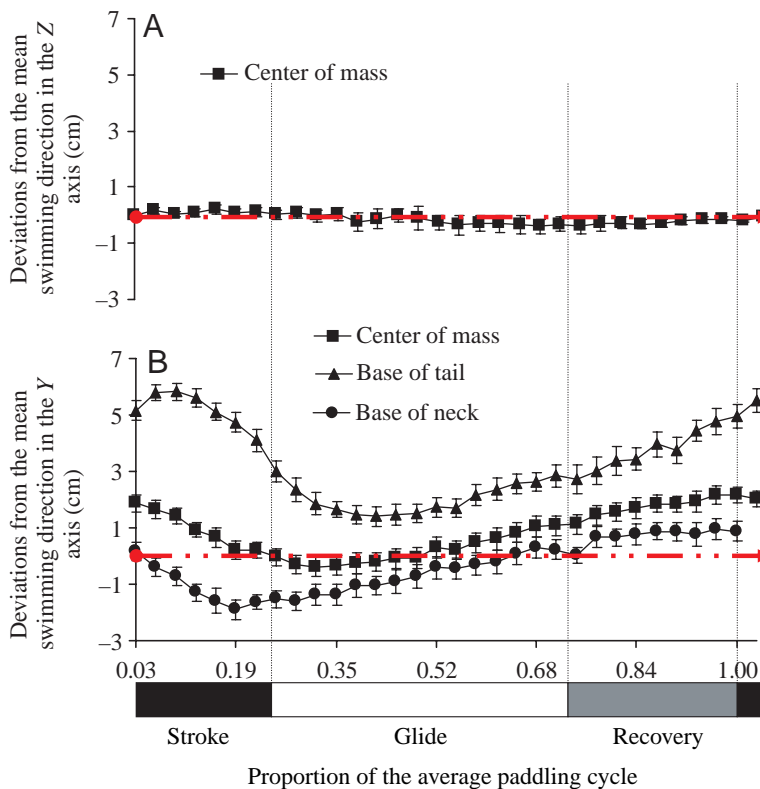 A
Deviations from the mean
swimming direction in the Z
axis (cm)
7
5
3
1
–1
–3
Center of mass
B
Deviations from the mean
swimming direction in the Y
axis (cm)
7
5
3
1
–1
–3
Center of mass
Base of tail
Base of neck
0.03 0.19 0.35 0.52 0.68 0.84 1.00
Stroke Glide Recovery
Proportion of the average paddling cycle